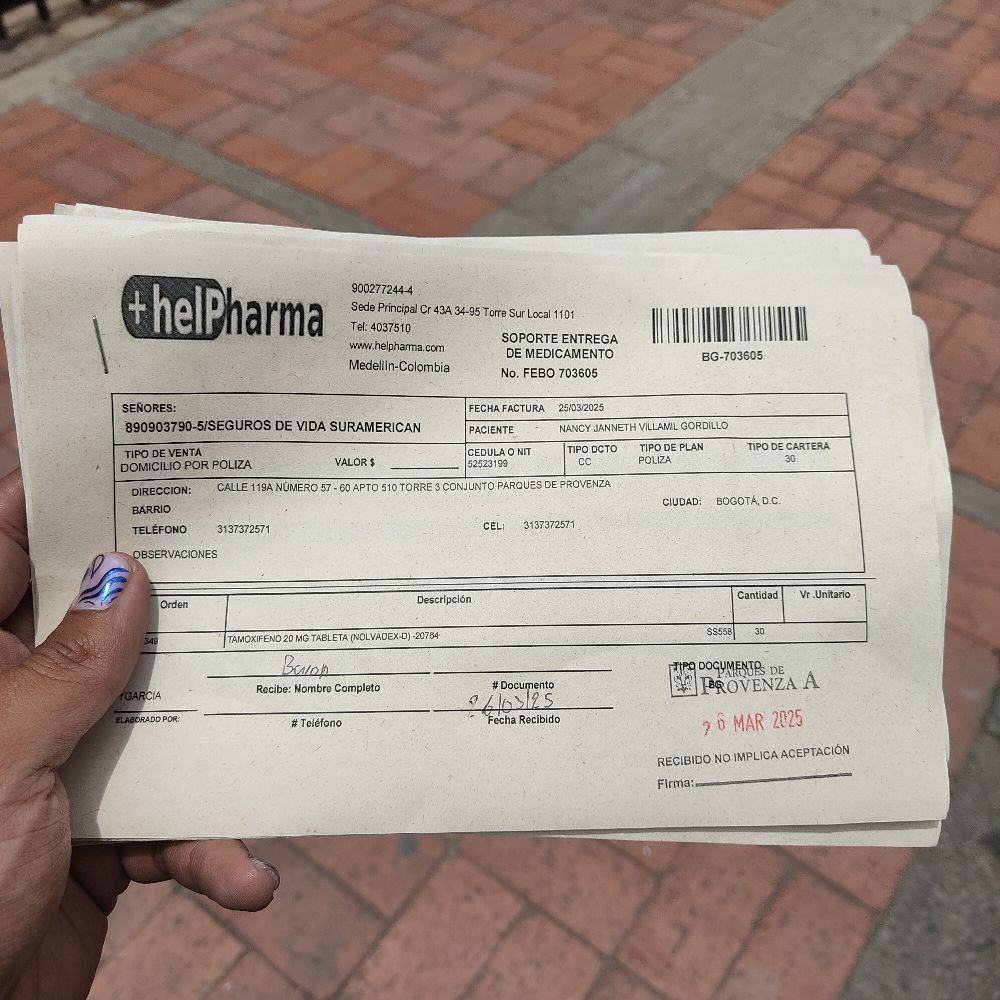 +helPharma
900277244-4
Sede Principal Cr 43A 34-95 Torre Sur Local 1101
Tel: 4037510
www.helpharma.com
Medellín-Colombia
SOPORTE ENTREGA
DE MEDICAMENTO
No. FEBO 703605
BG-703605
SEÑORES:
890903790-5/SEGUROS DE VIDA SURAMERICAN
FECHA FACTURA 25/03/2025
PACIENTE NANCY JANNETH VILLAMIL GORDILLO
TIPO DE VENTA
DOMICILIO POR POLIZA
VALOR $
CEDULA O NIT
52523199
TIPO DCTO
CC
TIPO DE PLAN
POLIZA
TIPO DE CARTERA
30
DIRECCION: CALLE 119A NÚMERO 57 - 60 APTO 510 TORRE 3 CONJUNTO PARQUES DE PROVENZA
BARRIO
CIUDAD: BOGOTÁ, D.C.
TELÉFONO 3137372571
CEL: 3137372571
OBSERVACIONES
Orden Descripción Cantidad Vr .Unitario
349 TAMOXIFENO 20 MG TABLETA (NOLVADEX-D) -20764 SS558 30
Recibe: Nombre Completo
# Documento
YGARCIA
26/03/25
ELABORADO POR:
# Teléfono
Fecha Recibido
TIPO DOCUMENTO
BG
PARQUES DE
PROVENZA A
26 MAR 2025
RECIBIDO NO IMPLICA ACEPTACIÓN
Firma: